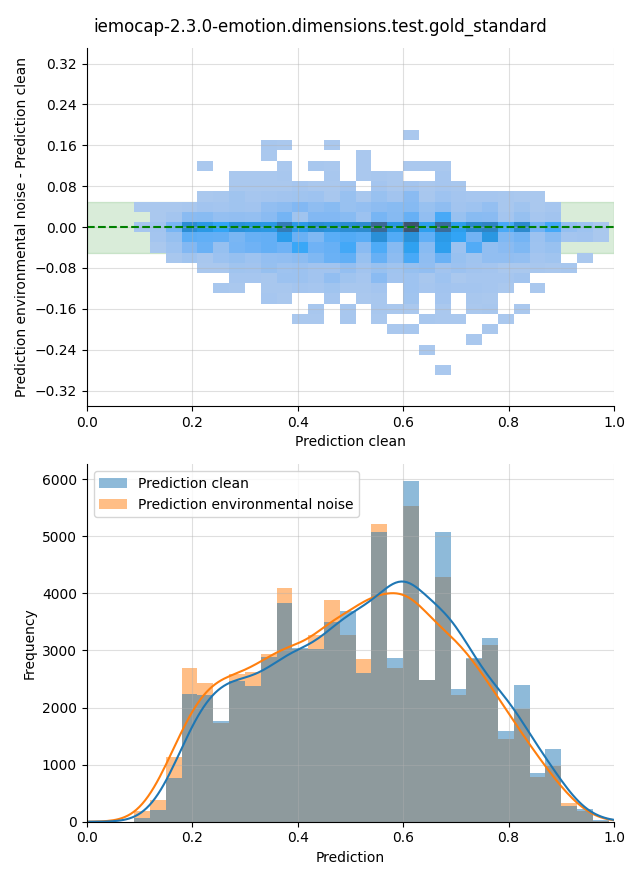 iemocap-2.3.0-emotion.dimensions.test.gold_standard
Prediction environmental noise - Prediction clean
0.32
0.24
0.16
0.08
0.00
−0.08
−0.16
−0.24
−0.32
0.0 0.2 0.4 0.6 0.8 1.0
Prediction clean
Prediction clean
Prediction environmental noise
Frequency
6000
5000
4000
3000
2000
1000
0
0.0 0.2 0.4 0.6 0.8 1.0
Prediction